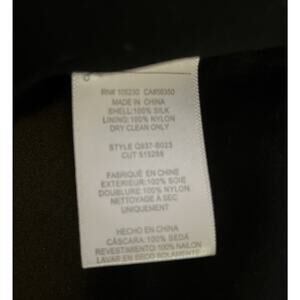 RN# 105230 CA#56350
MADE IN CHINA
SHELL:100% SILK
LINING:100% NYLON
DRY CLEAN ONLY
STYLE Q937-B023
CUT 515288
FABRIQUÉ EN CHINE
EXTERIEUR:100% SOIE
DOUBLURE:100% NYLON
NETTOYAGE À SEC
UNIQUEMENT
HECHO EN CHINA
CÁSCARA:100% SEDA
REVESTIMIENTO:100% NAILON
LAVAR EN SECO SOLAMENTE